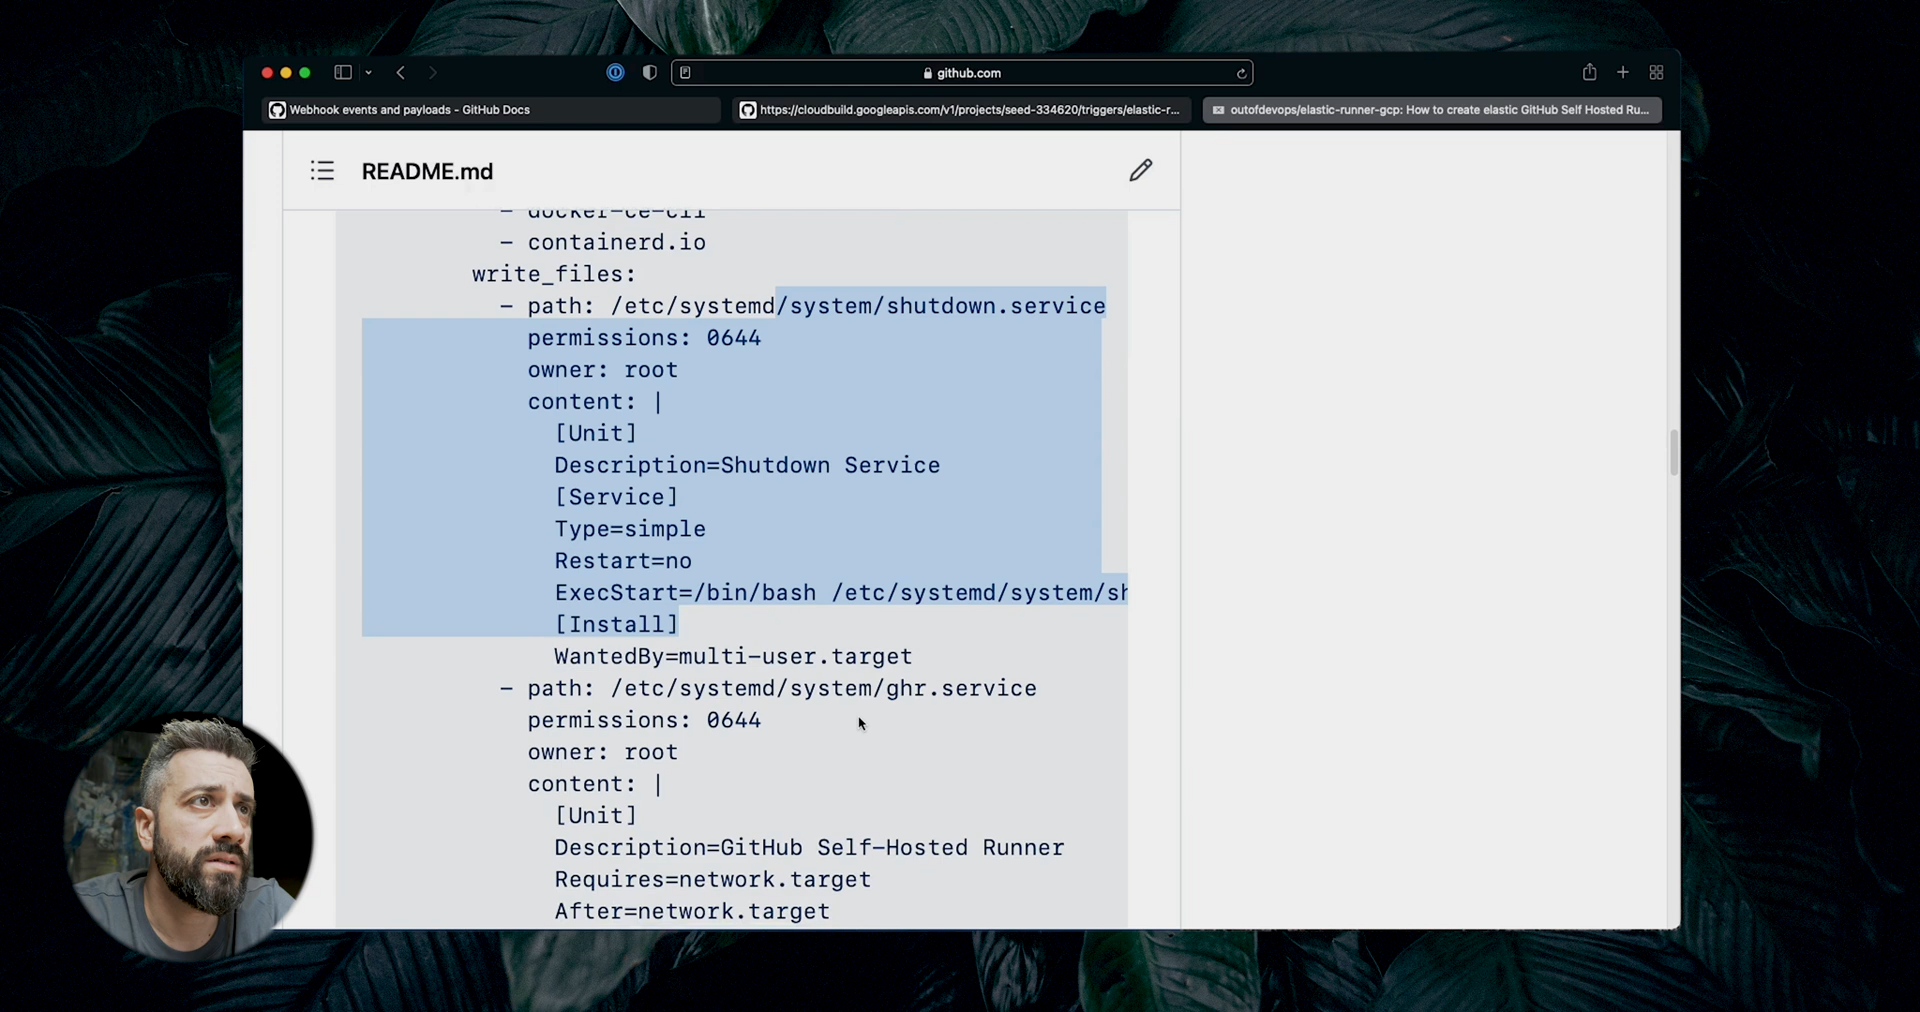 github.com
Webhook events and payloads - GitHub Docs
https://cloudbuild.googleapis.com/v1/projects/seed-334620/triggers/elastic-r...
outofdevops/elastic-runner-gcp: How to create elastic GitHub Self Hosted Ru...
README.md
- docker-ce-cli
- containerd.io
write_files:
- path: /etc/systemd/system/shutdown.service
permissions: 0644
owner: root
content: |
[Unit]
Description=Shutdown Service
[Service]
Type=simple
Restart=no
ExecStart=/bin/bash /etc/systemd/system/sh
[Install]
WantedBy=multi-user.target
- path: /etc/systemd/system/ghr.service
permissions: 0644
owner: root
content: |
[Unit]
Description=GitHub Self-Hosted Runner
Requires=network.target
After=network.target